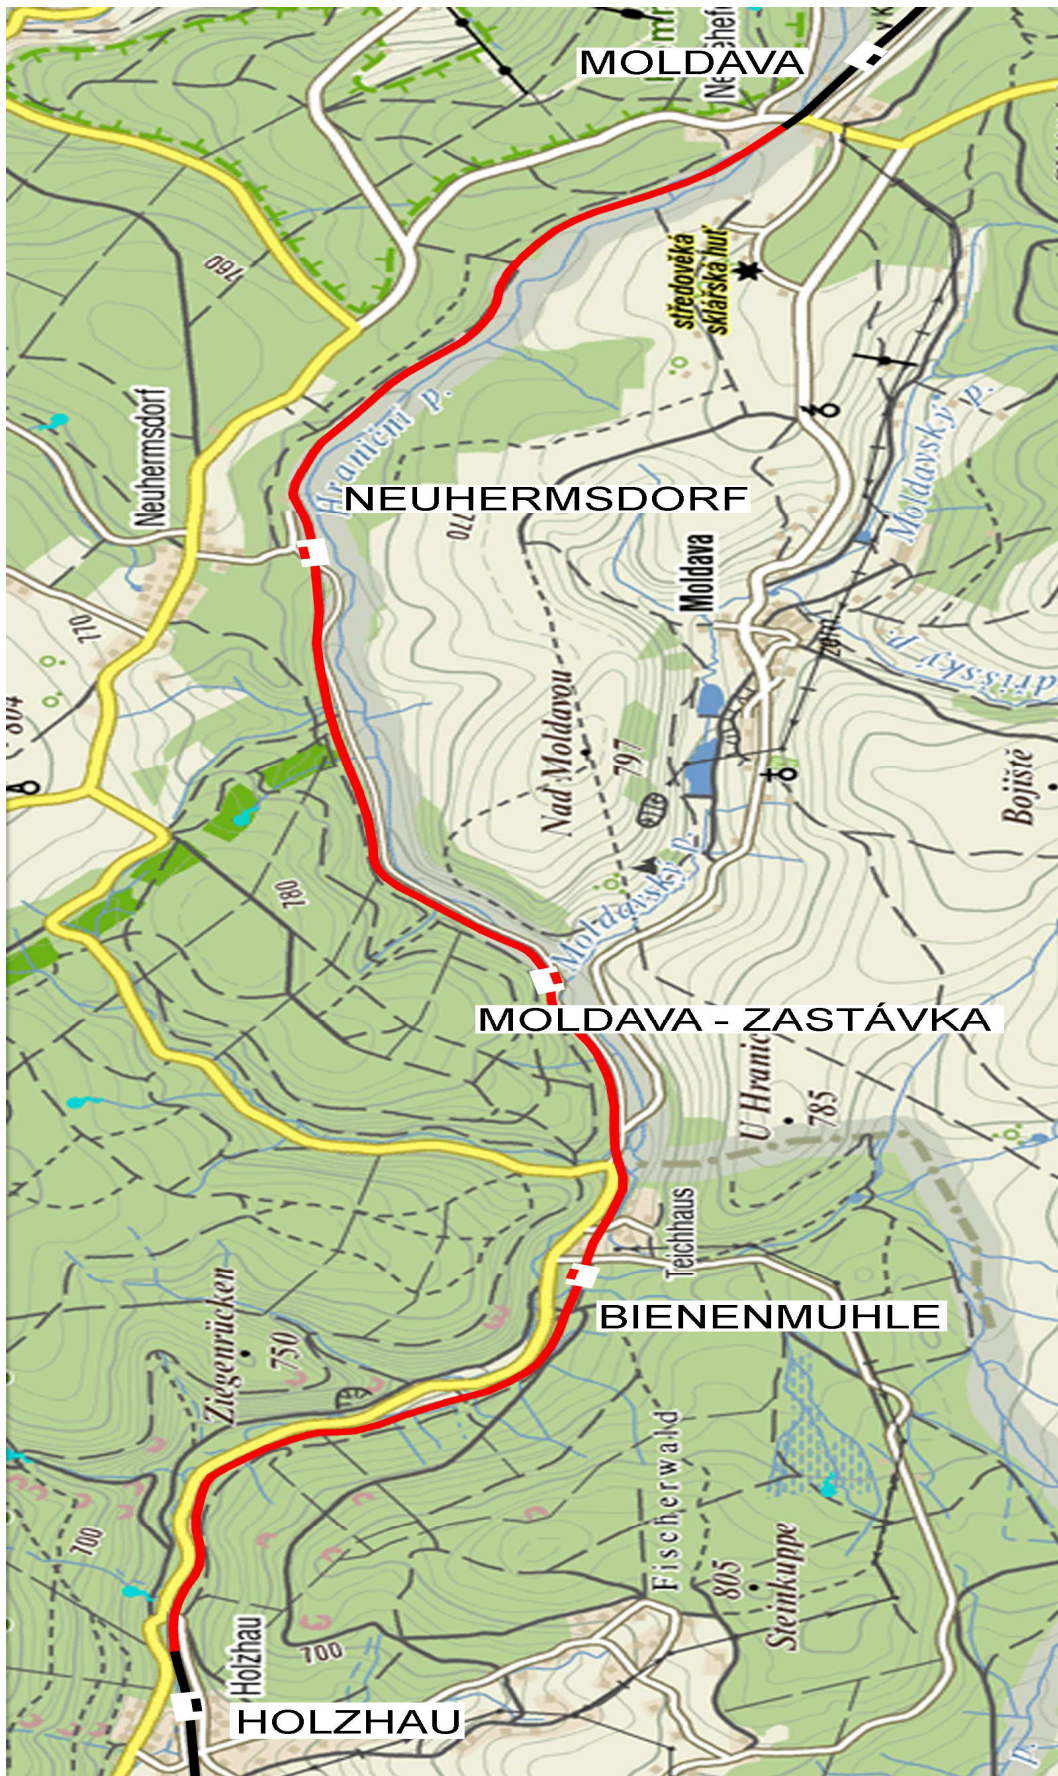 MOLDAVA
760
středověká
sklářská huť
Neuhermsdorf
Hraniční p.
NEUHERMSDORF
770
Moldavský p.
Moldava
770
804
Nad Moldavou
797
Bojiště
780
Moldavský p.
MOLDAVA - ZASTÁVKA
U Hranic
785
Teichhaus
BIENENMUHLE
Ziegenrücken
750
Fischerwald
805
Steinkuppe
700
Holzhau
700
HOLZHAU
p.